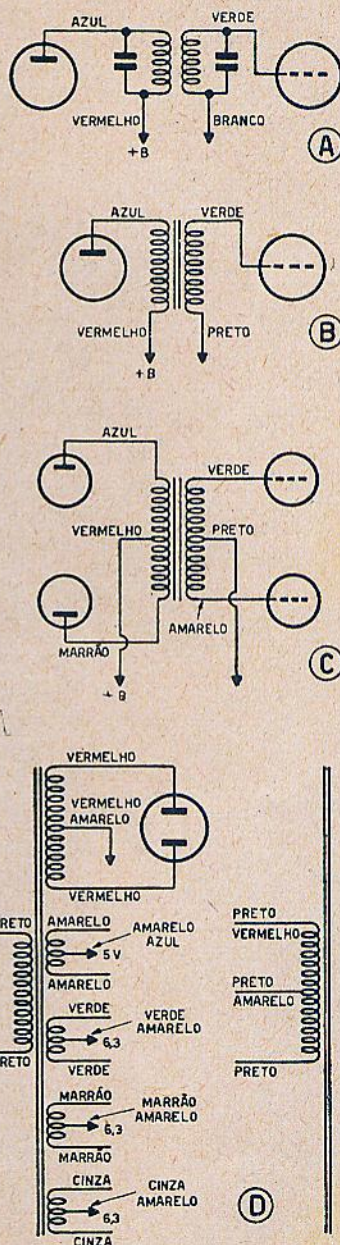 AZUL
VERDE
VERMELHO
BRANCO
+B
A
AZUL
VERDE
VERMELHO
PRETO
+B
B
AZUL
VERDE
VERMELHO
PRETO
AMARELO
MARRÃO
C
+B
VERMELHO
VERMELHO
AMARELO
VERMELHO
AMARELO
AMARELO
AZUL
5 V
AMARELO
VERDE
VERDE
AMARELO
6,3
VERDE
MARRÃO
MARRÃO
AMARELO
6,3
MARRÃO
CINZA
CINZA
AMARELO
6,3
CINZA
RETO
RETO
PRETO
VERMELHO
PRETO
AMARELO
PRETO
D